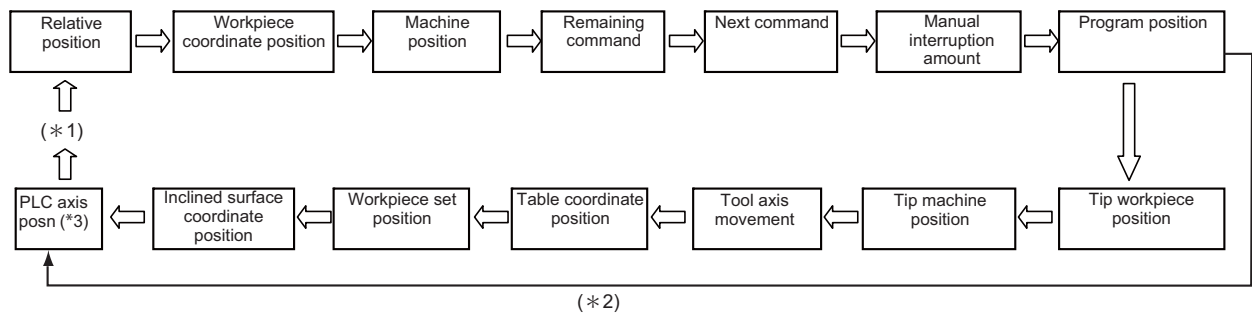 Relative
position
Workpiece
coordinate position
Machine
position
Remaining
command
Next command
Manual
interruption
amount
Program position
(＊1)
PLC axis
posn (*3)
Inclined surface
coordinate
position
Workpiece set
position
Table coordinate
position
Tool axis
movement
Tip machine
position
Tip workpiece
position
(＊2)